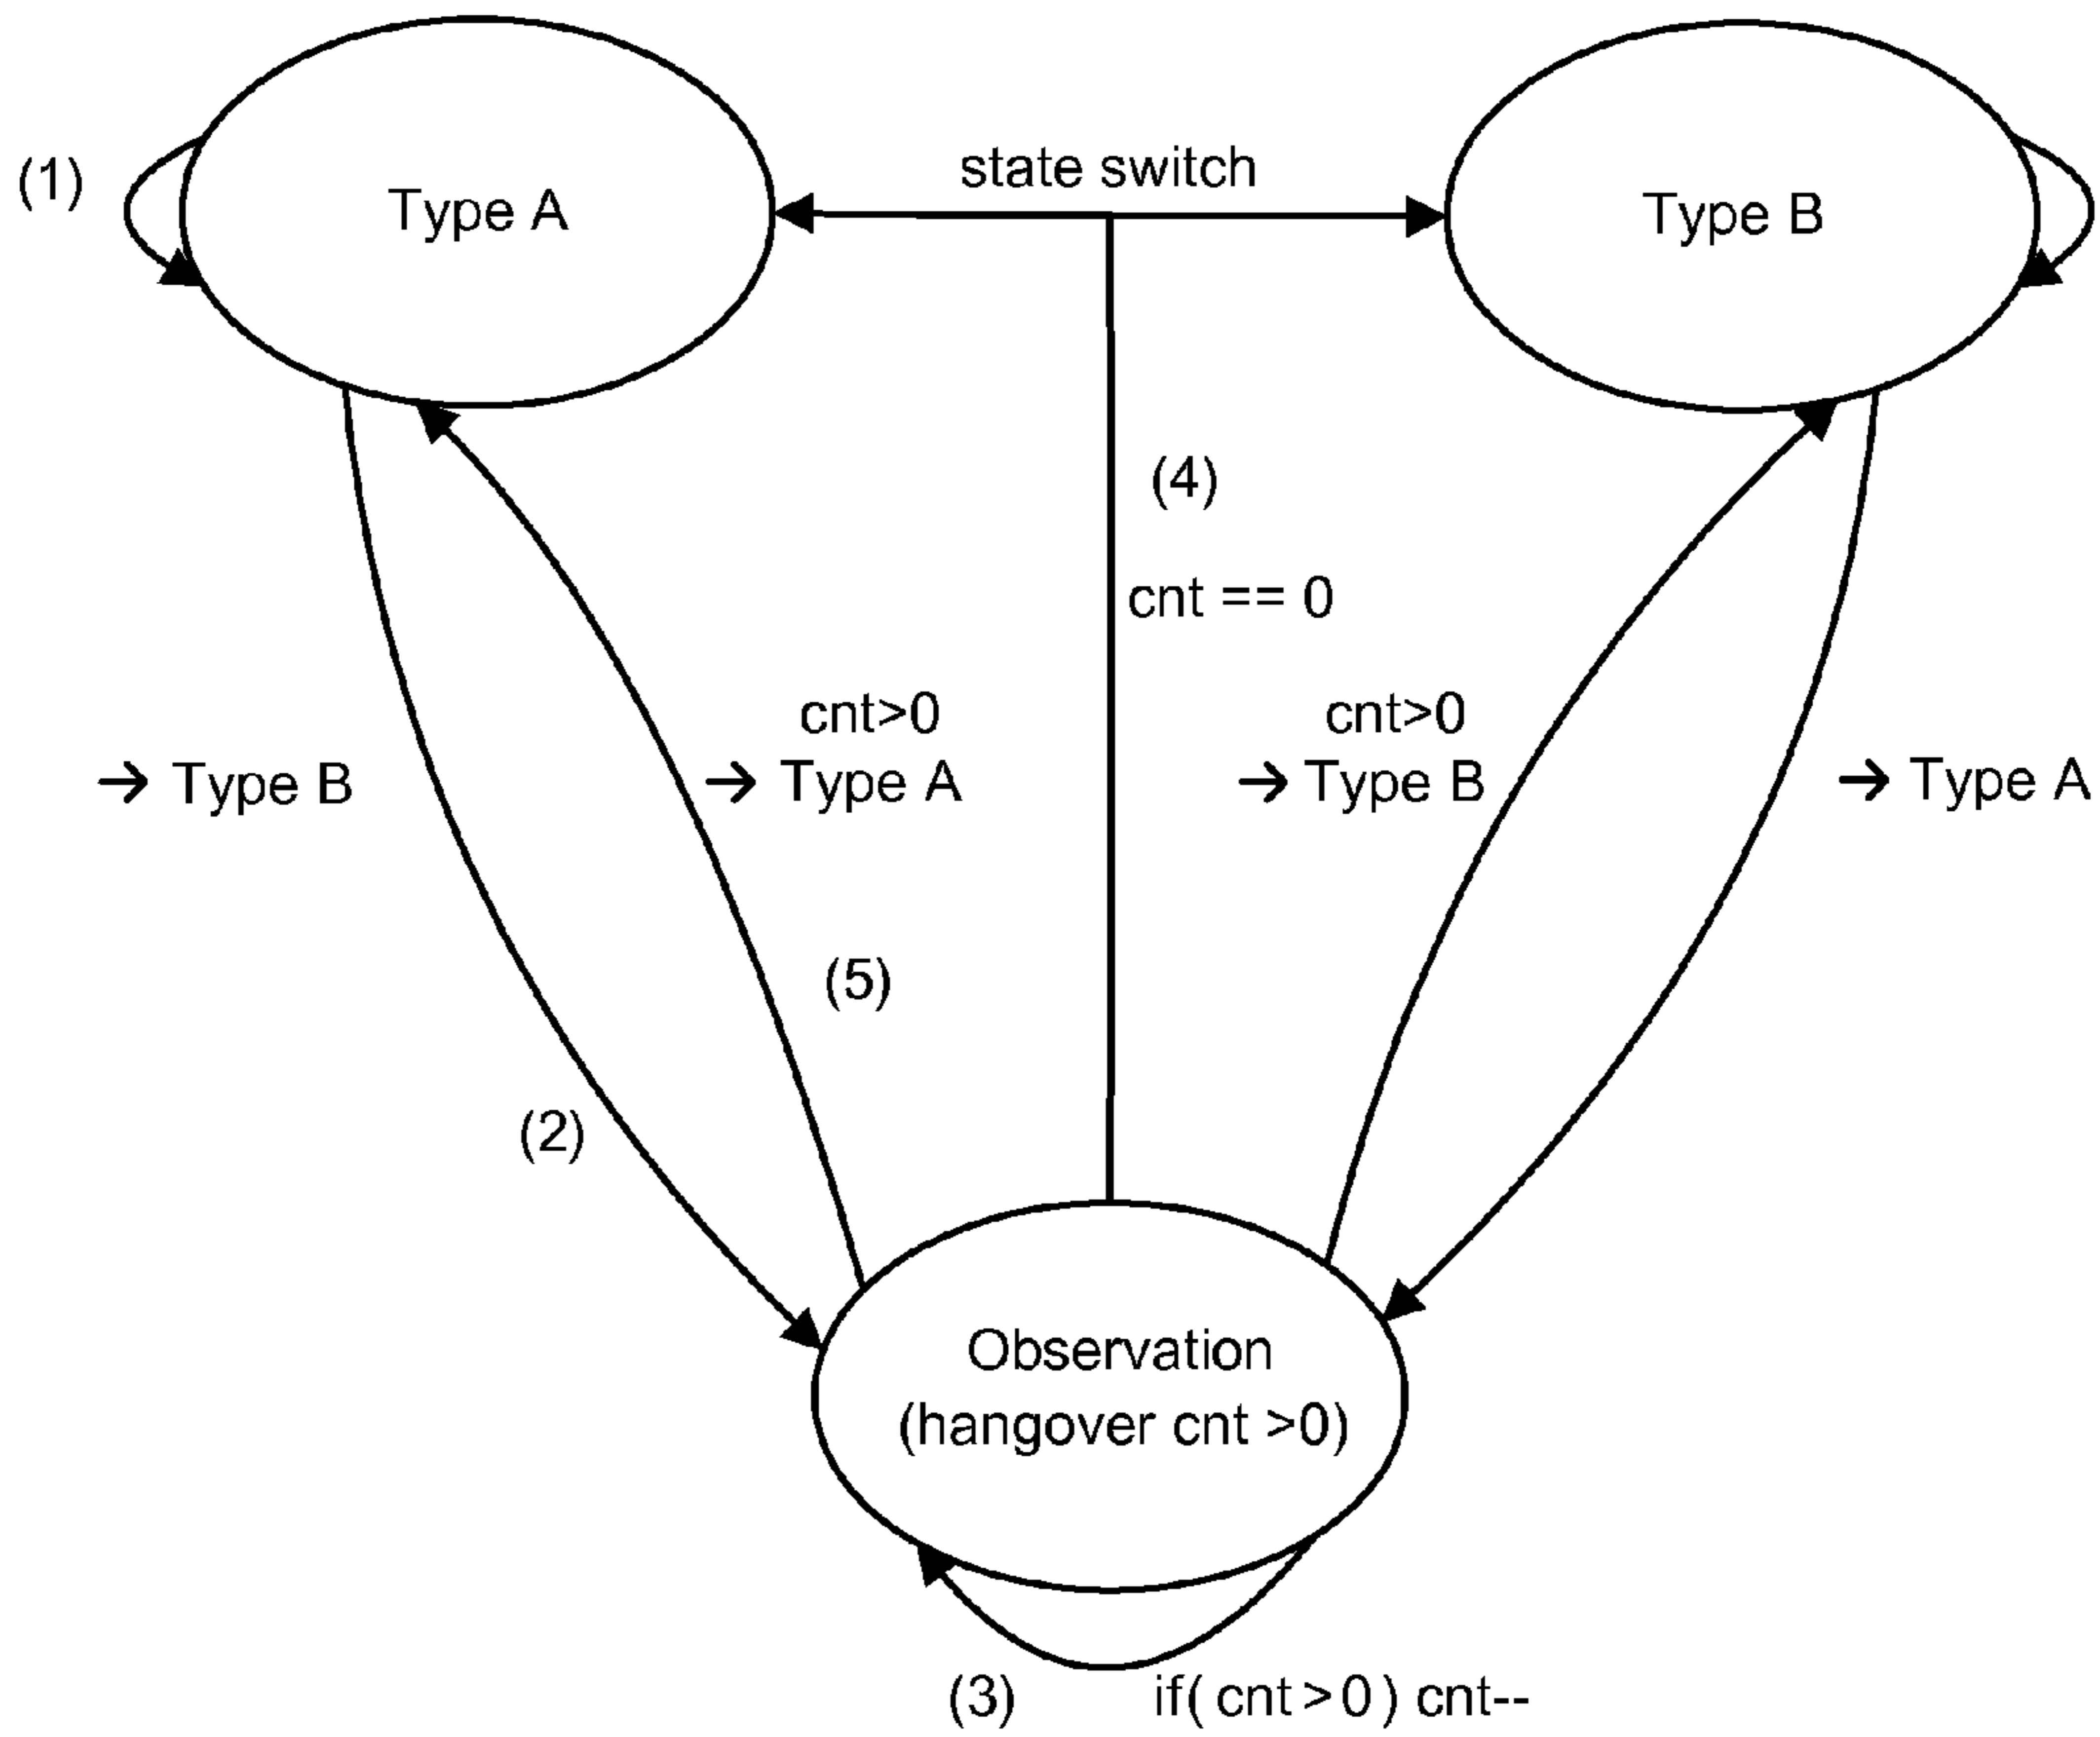 state switch
(1)
Type A
Type B
(4)
cnt == 0
cnt>0
cnt>0
→ Type B
→ Type A
→ Type B
→ Type A
(5)
(2)
Observation
(hangover cnt >0)
(3)
if( cnt >0 ) cnt--